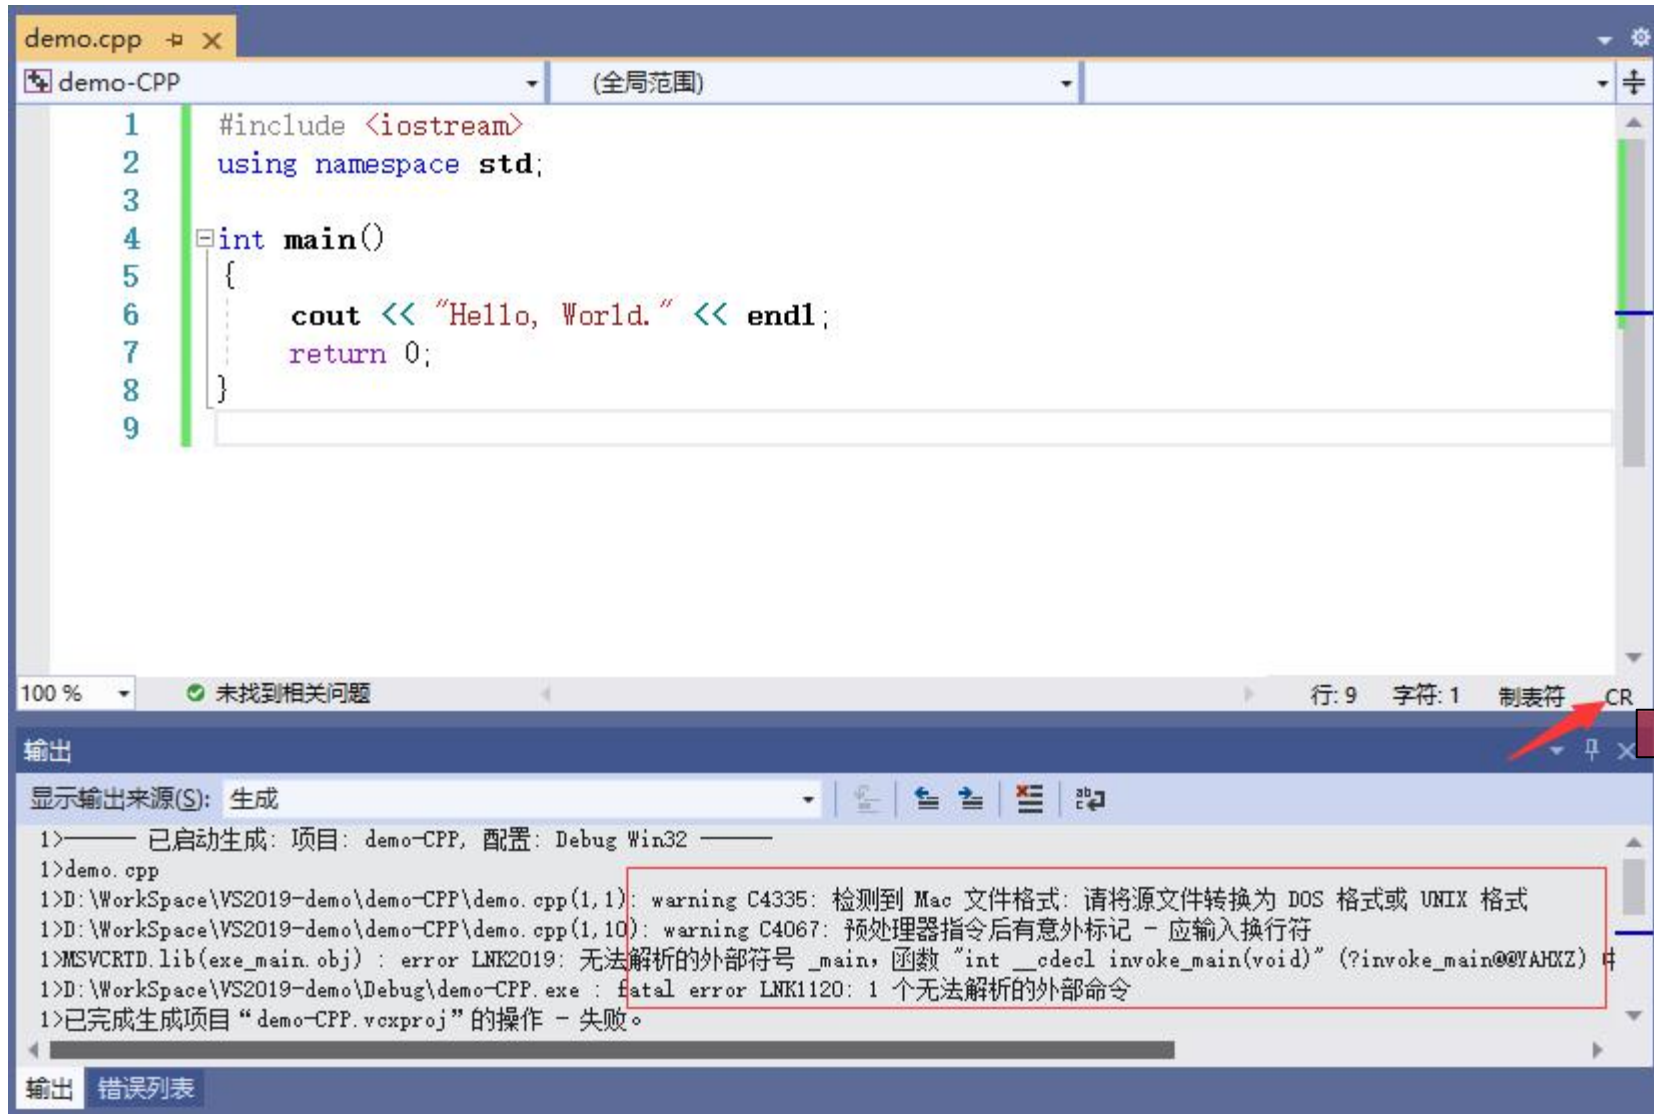 demo.cpp
demo-CPP (全局范围)
1 #include <iostream>
2 using namespace std;
3
4 int main()
5 {
6 cout << "Hello, World." << endl;
7 return 0;
8 }
9
100 % 未找到相关问题 行: 9 字符: 1 制表符 CR
输出
显示输出来源(S): 生成
1>—— 已启动生成: 项目: demo-CPP, 配置: Debug Win32 ——
1>demo.cpp
1>D:\WorkSpace\VS2019-demo\demo-CPP\demo.cpp(1,1): warning C4335: 检测到 Mac 文件格式: 请将源文件转换为 DOS 格式或 UNIX 格式
1>D:\WorkSpace\VS2019-demo\demo-CPP\demo.cpp(1,10): warning C4067: 预处理器指令后有意外标记 - 应输入换行符
1>MSVCRTD.lib(exe_main.obj) : error LNK2019: 无法解析的外部符号 _main，函数 "int __cdecl invoke_main(void)" (?invoke_main@@YAHXZ)
1>D:\WorkSpace\VS2019-demo\Debug\demo-CPP.exe : fatal error LNK1120: 1 个无法解析的外部命令
1>已完成生成项目“demo-CPP.vcxproj”的操作 - 失败。
输出 错误列表